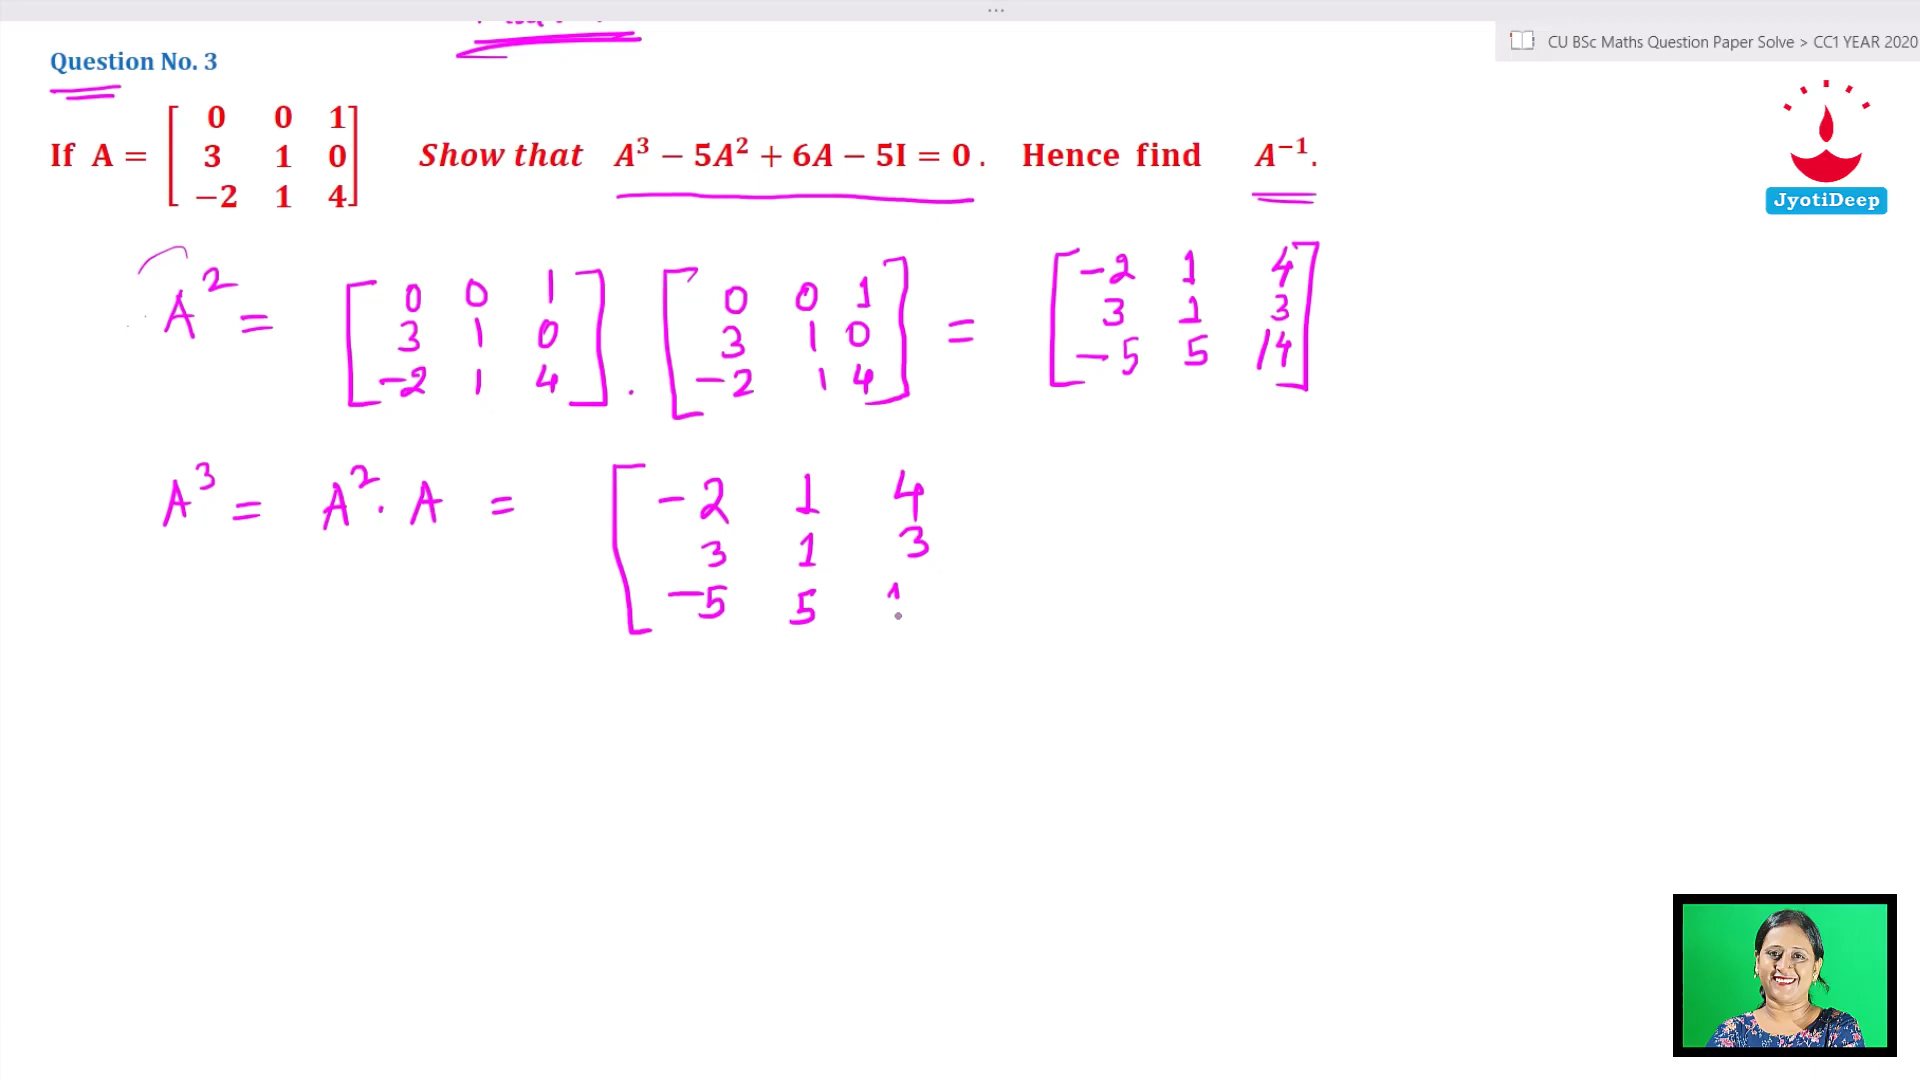 ...
CU BSc Maths Question Paper Solve > CC1 YEAR 2020
Question No. 3
If A = [ 0 0 1
3 1 0
−2 1 4 ] Show that A³ − 5A² + 6A − 5I = 0 . Hence find A⁻¹.
JyotiDeep
A² = [ 0 0 1
3 1 0
−2 1 4 ] . [ 0 0 1
3 1 0
−2 1 4 ] = [ −2 1 4
3 1 3
−5 5 14 ]
A³ = A² . A = [ −2 1 4
3 1 3
−5 5 1